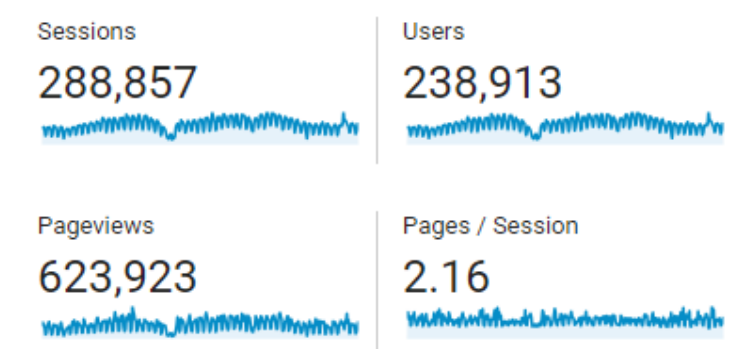 Sessions
Users
288,857
238,913
Pageviews
Pages / Session
623,923
2.16